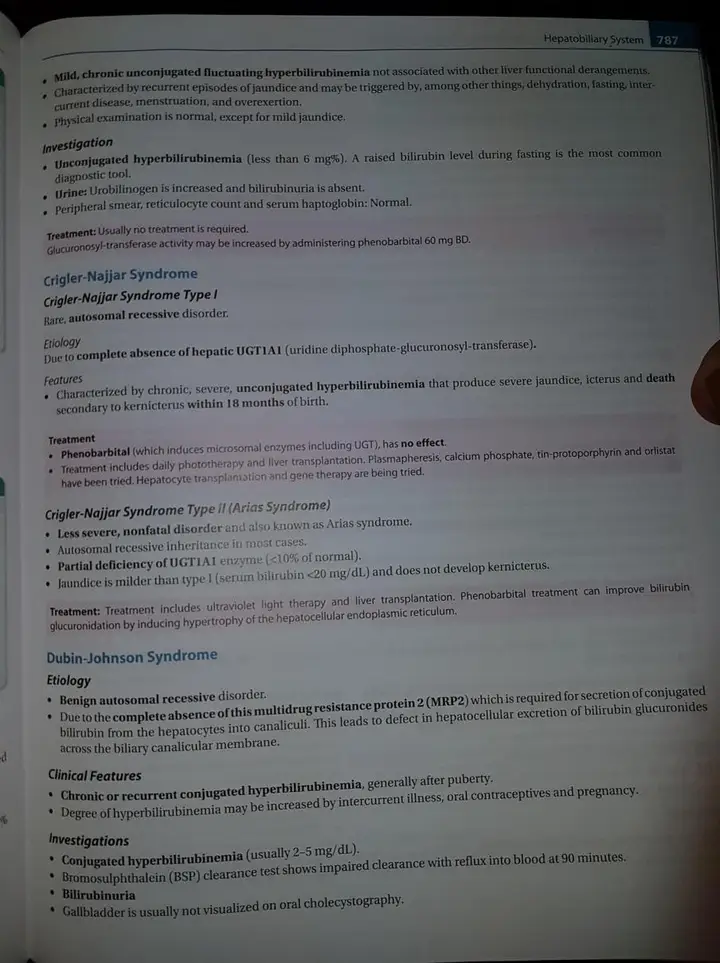 Hepatobiliary System 787
• Mild, chronic unconjugated fluctuating hyperbilirubinemia not associated with other liver functional derangements.
• Characterized by recurrent episodes of jaundice and may be triggered by, among other things, dehydration, fasting, inter-
current disease, menstruation, and overexertion.
• Physical examination is normal, except for mild jaundice.
Investigation
• Unconjugated hyperbilirubinemia (less than 6 mg%). A raised bilirubin level during fasting is the most common
diagnostic tool.
• Urine: Urobilinogen is increased and bilirubinuria is absent.
• Peripheral smear, reticulocyte count and serum haptoglobin: Normal.
Treatment: Usually no treatment is required.
Glucuronosyl-transferase activity may be increased by administering phenobarbital 60 mg BD.
Crigler-Najjar Syndrome
Crigler-Najjar Syndrome Type I
Rare, autosomal recessive disorder.
Etiology
Due to complete absence of hepatic UGT1A1 (uridine diphosphate-glucuronosyl-transferase).
Features
• Characterized by chronic, severe, unconjugated hyperbilirubinemia that produce severe jaundice, icterus and death
secondary to kernicterus within 18 months of birth.
Treatment
• Phenobarbital (which induces microsomal enzymes including UGT), has no effect.
• Treatment includes daily phototherapy and liver transplantation. Plasmapheresis, calcium phosphate, tin-protoporphyrin and orlistat
have been tried. Hepatocyte transplantation and gene therapy are being tried.
Crigler-Najjar Syndrome Type II (Arias Syndrome)
• Less severe, nonfatal disorder and also known as Arias syndrome.
• Autosomal recessive inheritance in most cases.
• Partial deficiency of UGT1A1 enzyme (<10% of normal).
• Jaundice is milder than type I (serum bilirubin <20 mg/dL) and does not develop kernicterus.
Treatment: Treatment includes ultraviolet light therapy and liver transplantation. Phenobarbital treatment can improve bilirubin
glucuronidation by inducing hypertrophy of the hepatocellular endoplasmic reticulum.
Dubin-Johnson Syndrome
Etiology
• Benign autosomal recessive disorder.
• Due to the complete absence of this multidrug resistance protein 2 (MRP2) which is required for secretion of conjugated
bilirubin from the hepatocytes into canaliculi. This leads to defect in hepatocellular excretion of bilirubin glucuronides
across the biliary canalicular membrane.
Clinical Features
• Chronic or recurrent conjugated hyperbilirubinemia, generally after puberty.
• Degree of hyperbilirubinemia may be increased by intercurrent illness, oral contraceptives and pregnancy.
Investigations
• Conjugated hyperbilirubinemia (usually 2–5 mg/dL).
• Bromosulphthalein (BSP) clearance test shows impaired clearance with reflux into blood at 90 minutes.
• Bilirubinuria
• Gallbladder is usually not visualized on oral cholecystography.